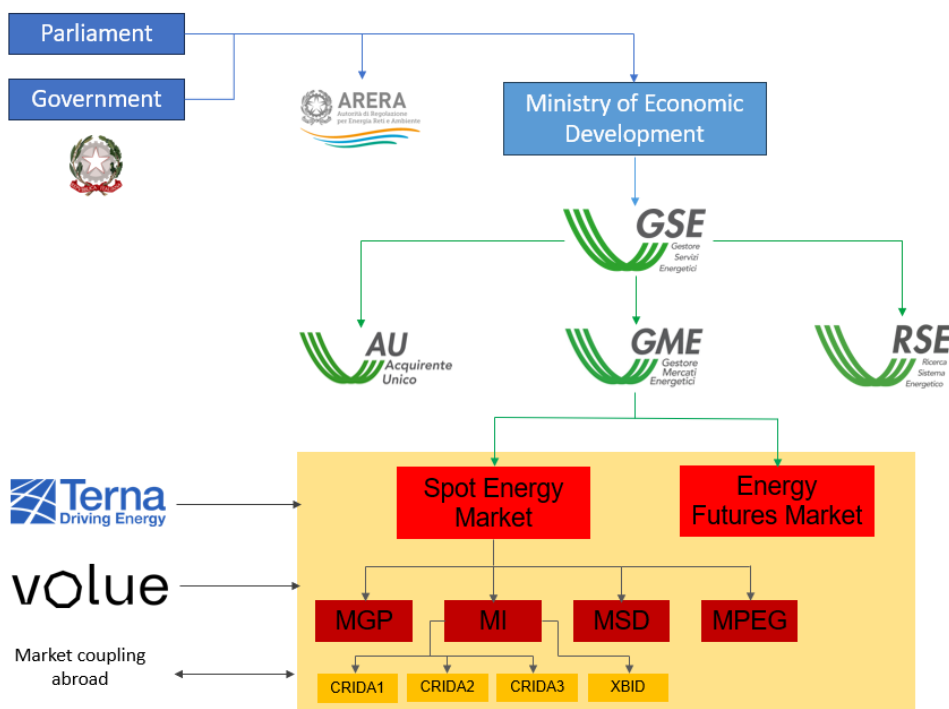 Parliament
Government
ARERA
Autorità di Regolazione
per Energia Reti e Ambiente
Ministry of Economic
Development
GSE
Gestore
Servizi
Energetici
AU
Acquirente
Unico
GME
Gestore
Mercati
Energetici
RSE
Ricerca
Sistema
Energetico
Terna
Driving Energy
Spot Energy
Market
Energy
Futures Market
volue
MGP
MI
MSD
MPEG
Market coupling
abroad
CRIDA1
CRIDA2
CRIDA3
XBID